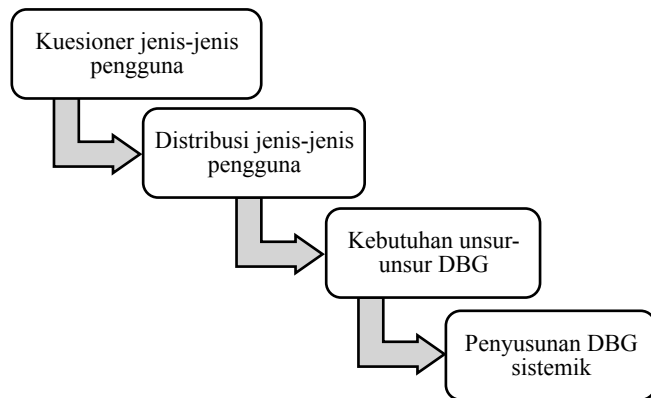 Kuesioner jenis-jenis
pengguna
Distribusi jenis-jenis
pengguna
Kebutuhan unsur-
unsur DBG
Penyusunan DBG
sistemik